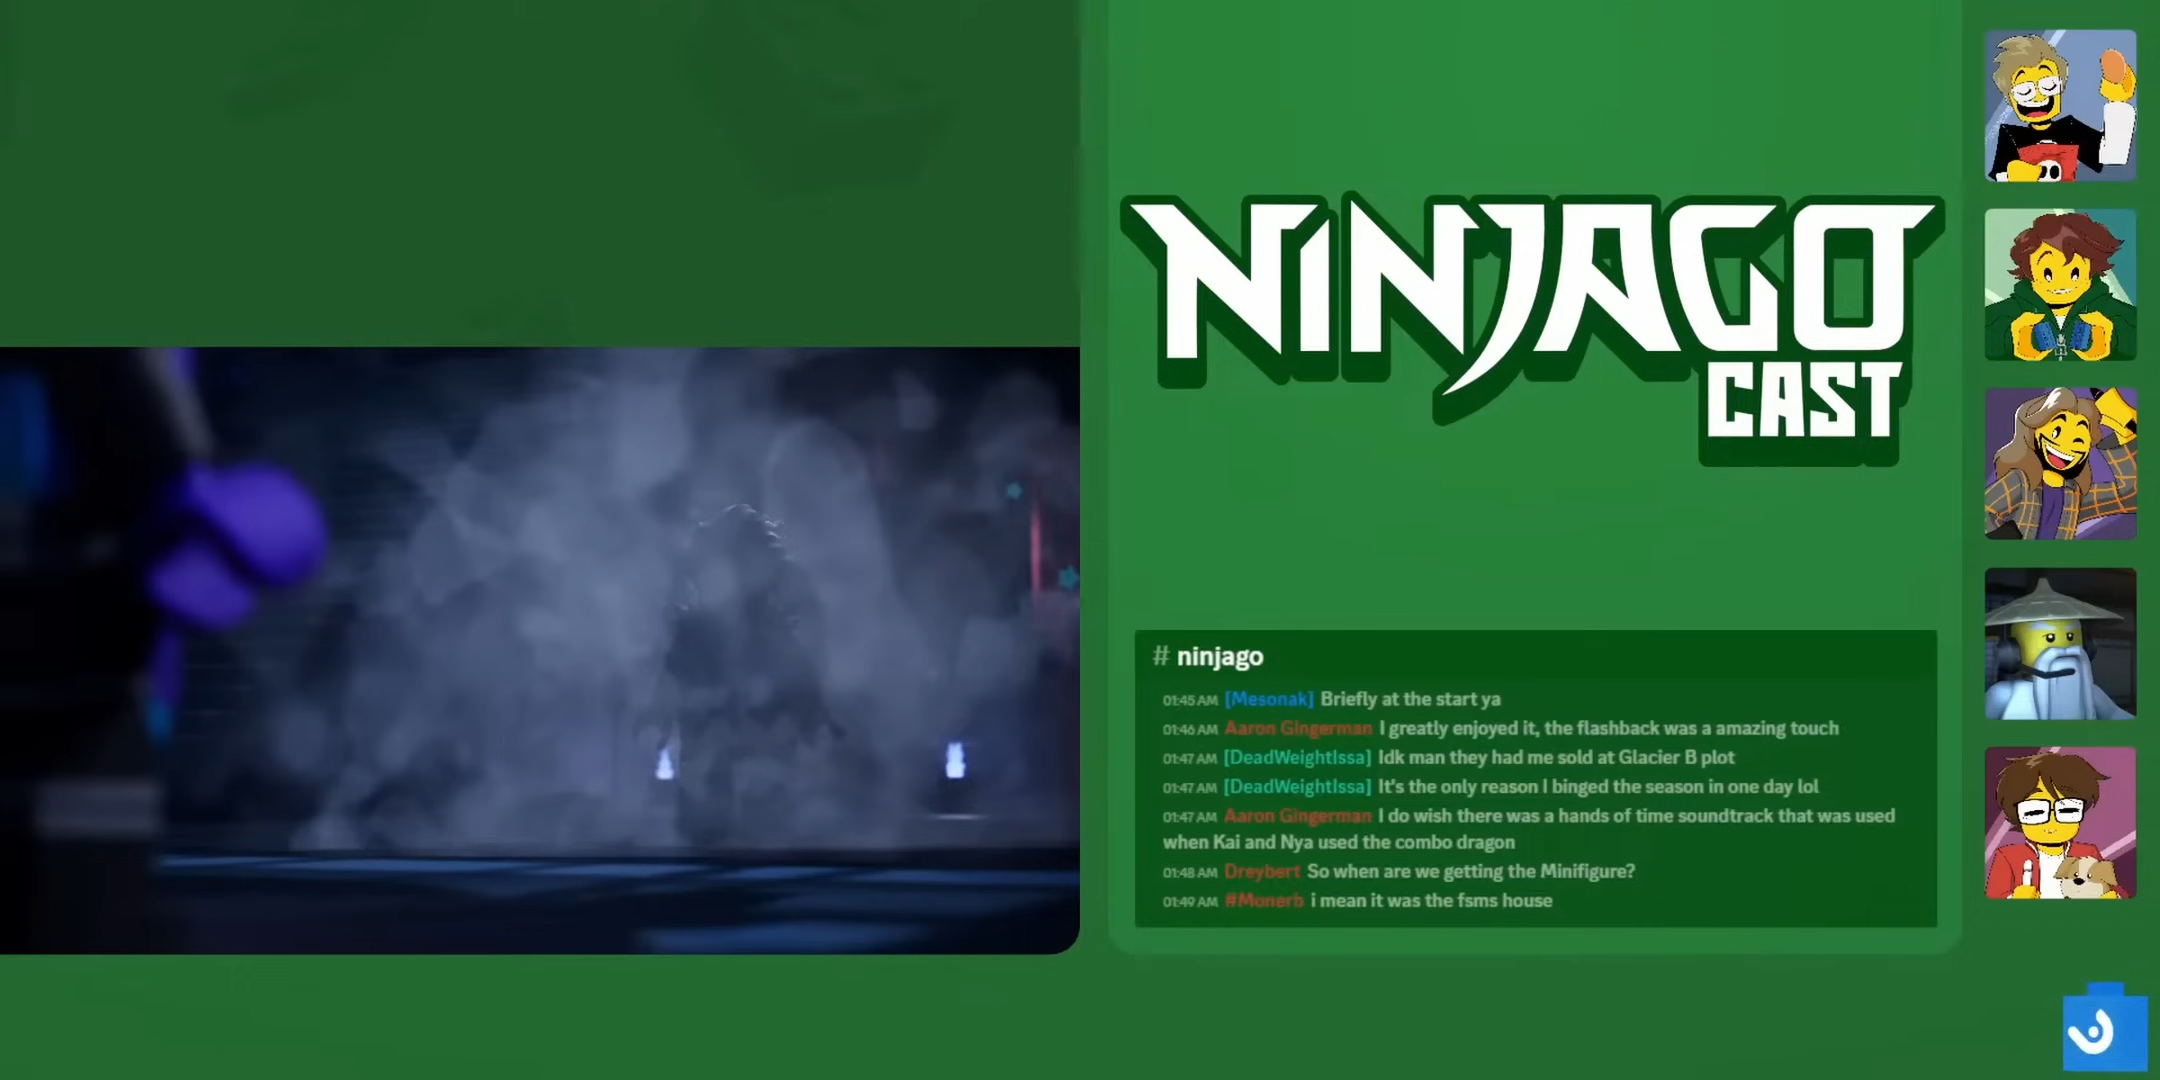 NINJAGO
CAST
# ninjago
01:45 AM [Mesonak] Briefly at the start ya
01:46 AM Aaron Gingerman I greatly enjoyed it, the flashback was a amazing touch
01:47 AM [DeadWeightIssa] Idk man they had me sold at Glacier B plot
01:47 AM [DeadWeightIssa] It's the only reason I binged the season in one day lol
01:47 AM Aaron Gingerman I do wish there was a hands of time soundtrack that was used
when Kai and Nya used the combo dragon
01:48 AM Dreybert So when are we getting the Minifigure?
01:49 AM #Monerb i mean it was the fsms house